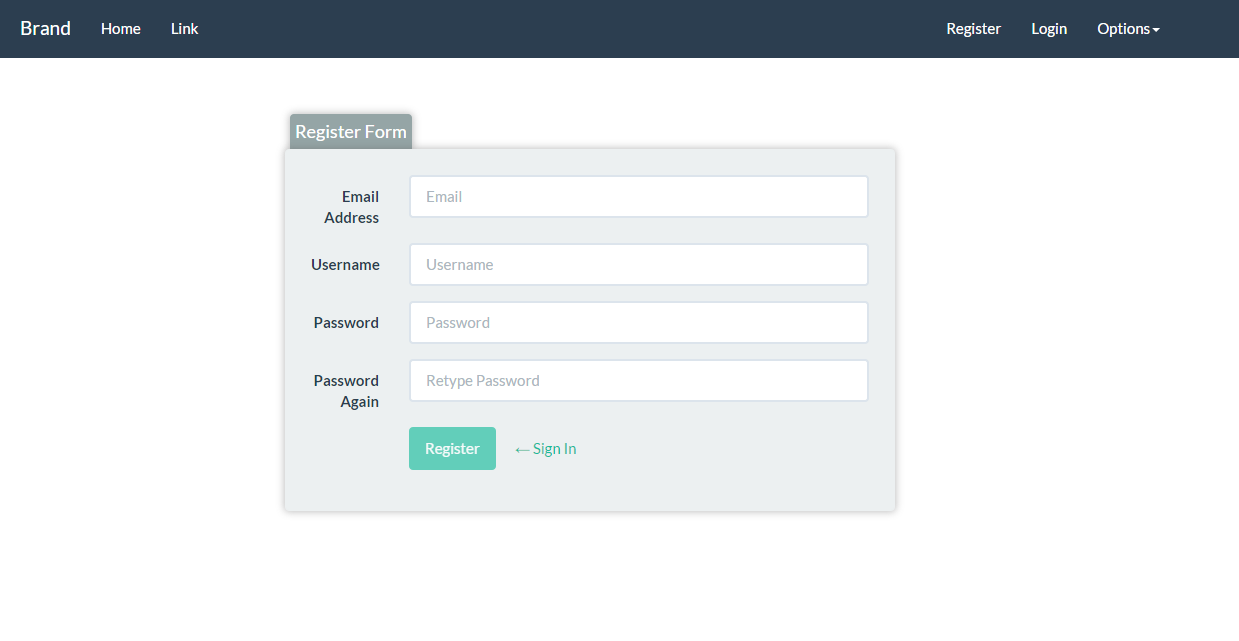 Brand Home Link Register Login Options
Register Form
Email
Address
Email
Username
Username
Password
Password
Password
Again
Retype Password
Register ← Sign In